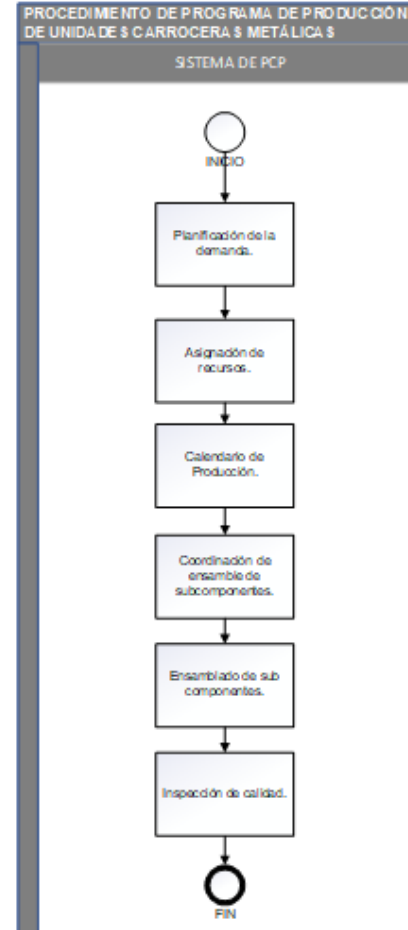 PROCEDIMIENTO DE PROGRAMA DE PRODUCCIÓN
DE UNIDADES CARROCERAS METÁLICAS
SISTEMA DE PCP
INICIO
Planificación de la
demanda.
Asignación de
recursos.
Calendario de
Producción.
Coordinación de
ensamble de
subcomponentes.
Ensamblado de sub
componentes.
Inspección de calidad.
FIN